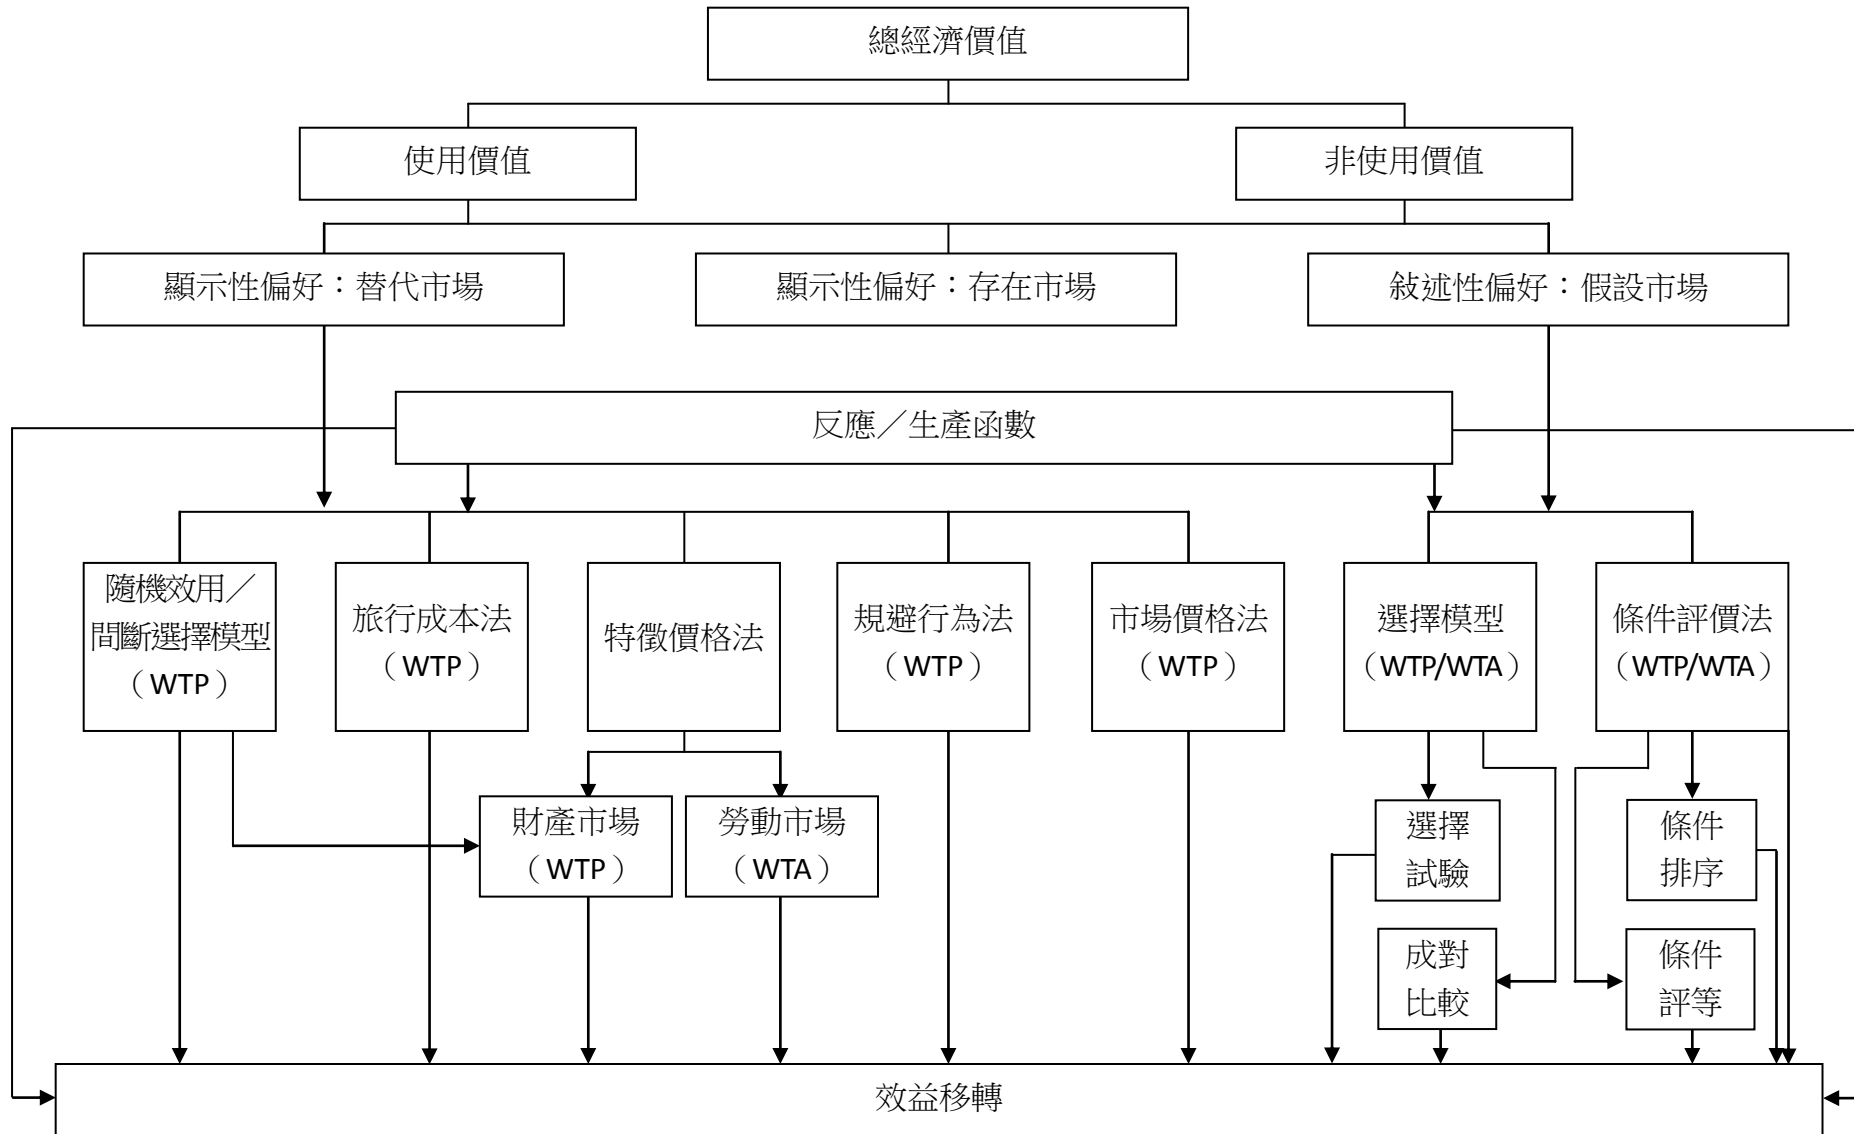 總經濟價值
使用價值
非使用價值
顯示性偏好：替代市場
顯示性偏好：存在市場
敍述性偏好：假設市場
反應／生產函數
隨機效用／
間斷選擇模型
（WTP）
旅行成本法
（WTP）
特徵價格法
規避行為法
（WTP）
市場價格法
（WTP）
選擇模型
（WTP/WTA）
條件評價法
（WTP/WTA）
財產市場
（WTP）
勞動市場
（WTA）
選擇
試驗
條件
排序
成對
比較
條件
評等
效益移轉